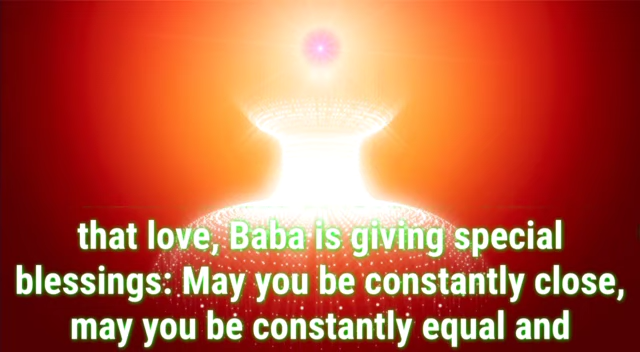 that love, Baba is giving special
blessings: May you be constantly close,
may you be constantly equal and